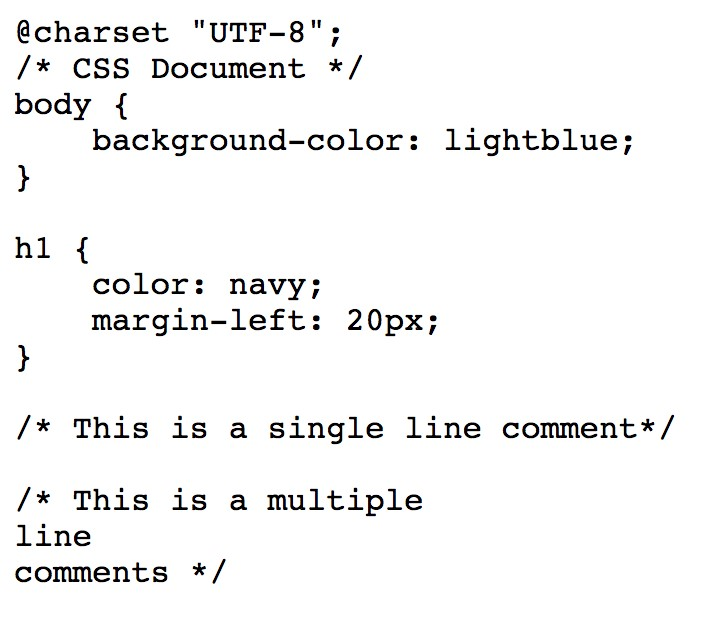 @charset "UTF-8";
/* CSS Document */
body {
    background-color: lightblue;
}

h1 {
    color: navy;
    margin-left: 20px;
}

/* This is a single line comment*/

/* This is a multiple
line
comments */